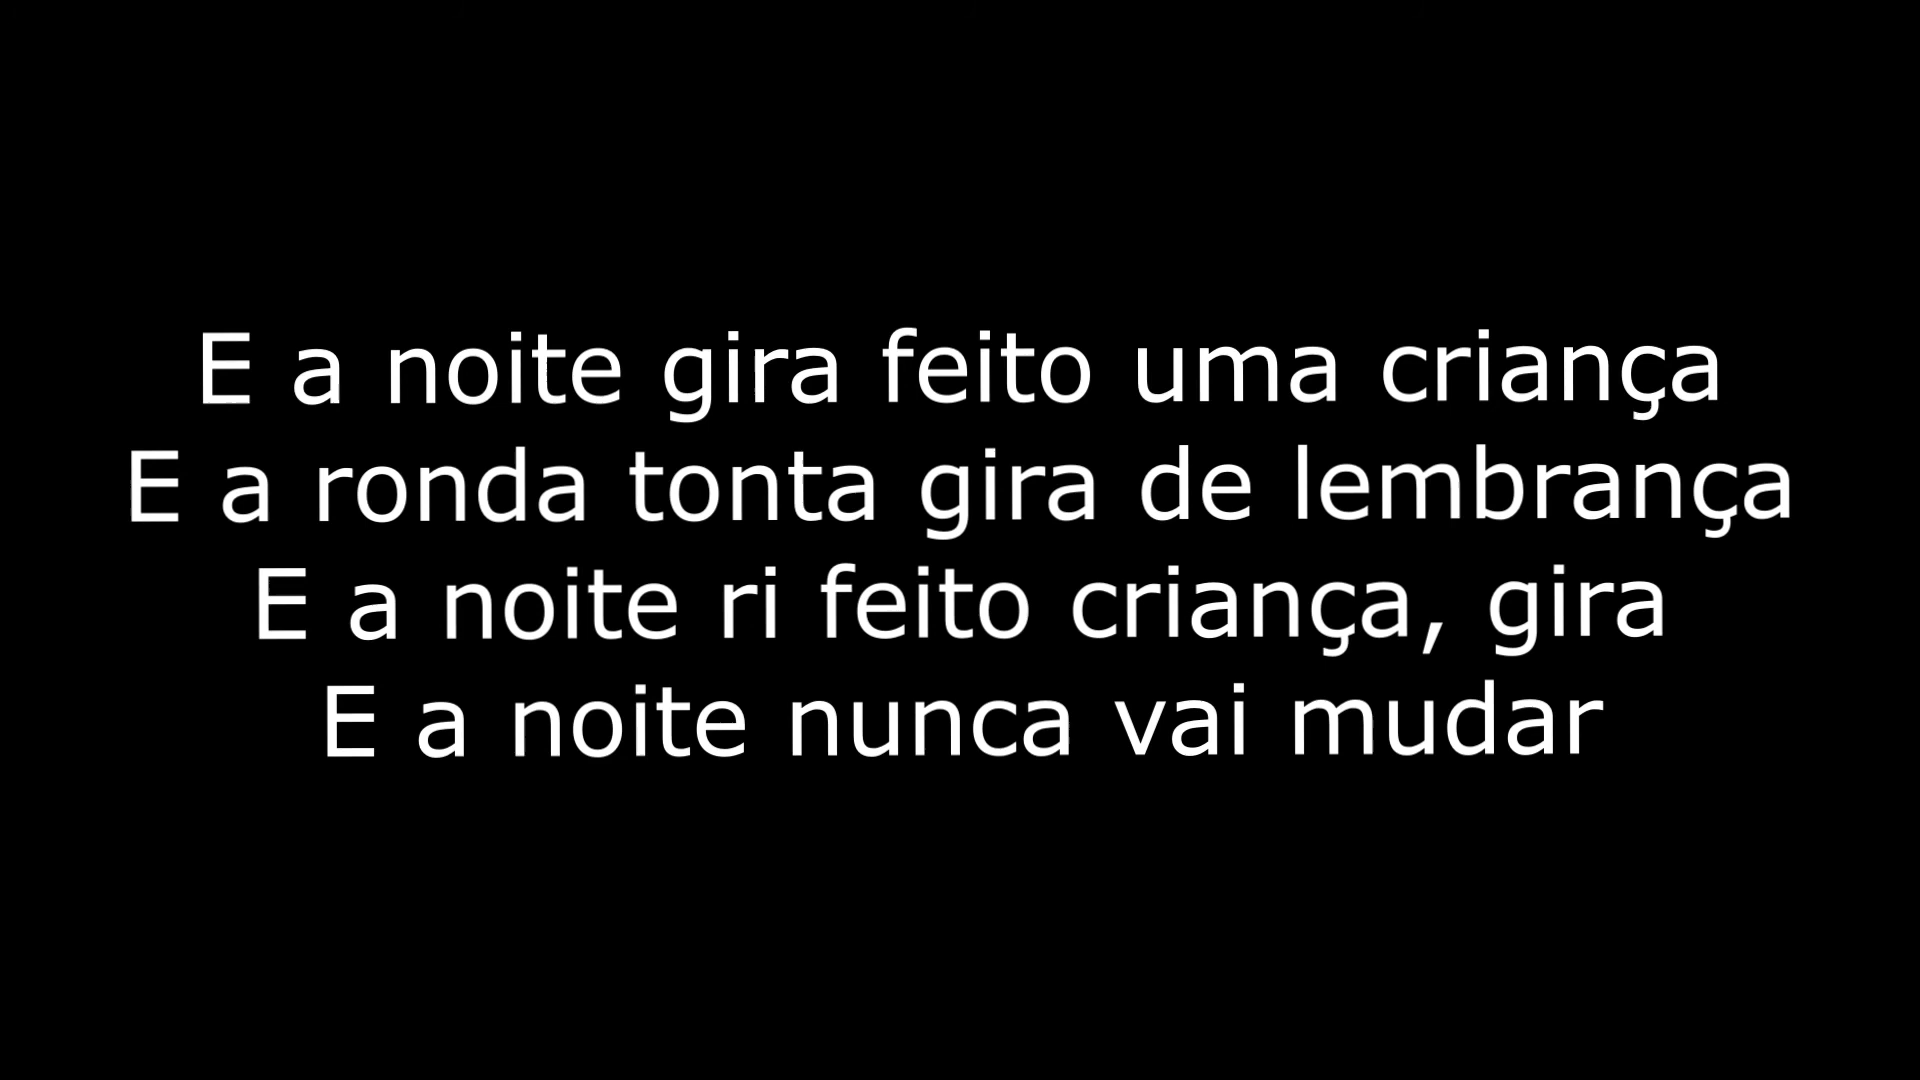 E a noite gira feito uma criança
E a ronda tonta gira de lembrança
E a noite ri feito criança, gira
E a noite nunca vai mudar